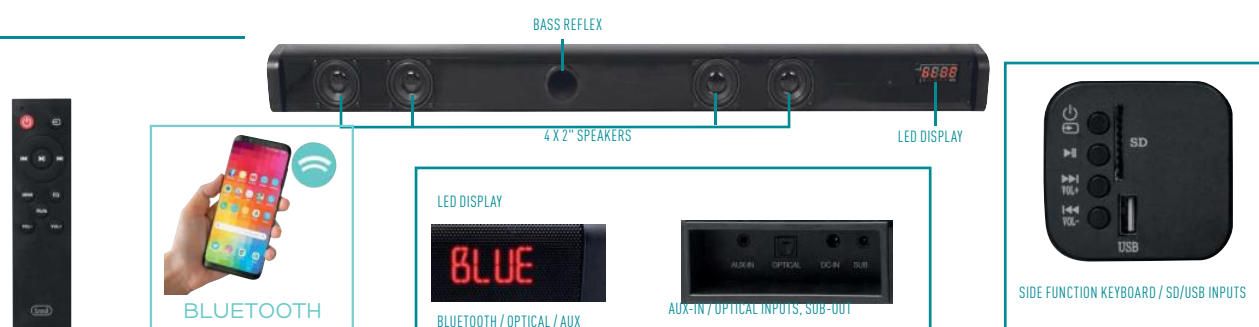 BASS REFLEX
4 X 2" SPEAKERS
LED DISPLAY
BLUETOOTH
LED DISPLAY
BLUE
BLUETOOTH / OPTICAL / AUX
AUX-IN OPTICAL DC-IN SUB
AUX-IN / OPTICAL INPUTS, SUB-OUT
SD
VOL+
VOL-
USB
SIDE FUNCTION KEYBOARD / SD/USB INPUTS